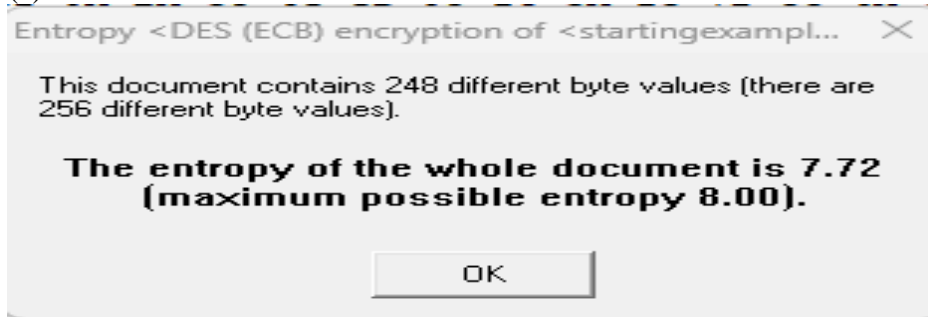 Entropy <DES (ECB) encryption of <startingexampl...
This document contains 248 different byte values (there are
256 different byte values).
The entropy of the whole document is 7.72
(maximum possible entropy 8.00).
OK